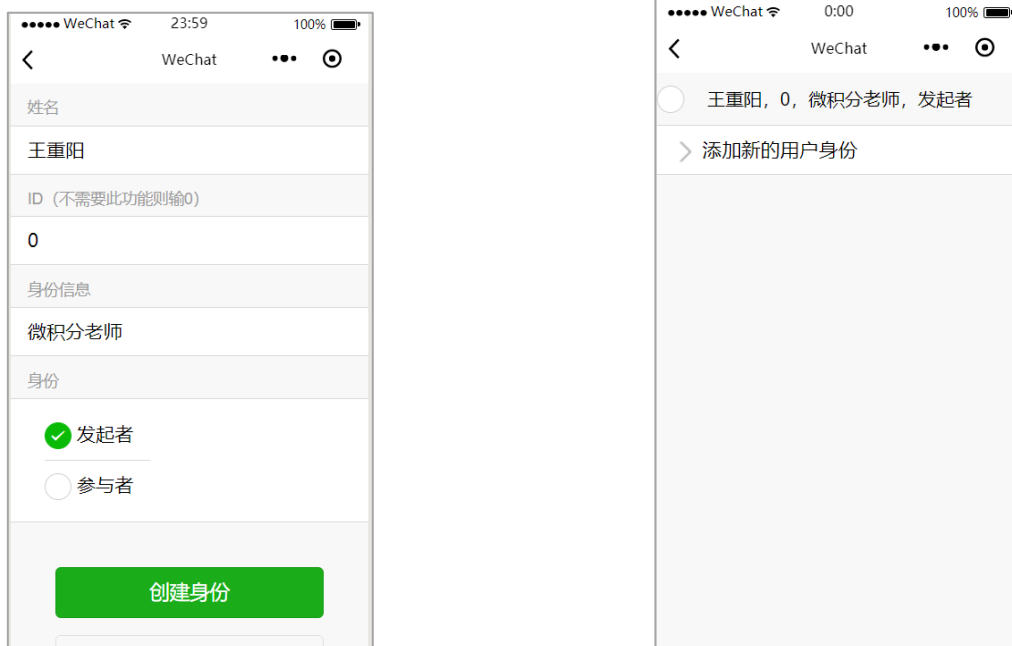 WeChat 23:59 100%
WeChat
姓名
王重阳
ID（不需要此功能则输0）
0
身份信息
微积分老师
身份
发起者
参与者
创建身份
WeChat 0:00 100%
WeChat
王重阳，0，微积分老师，发起者
添加新的用户身份